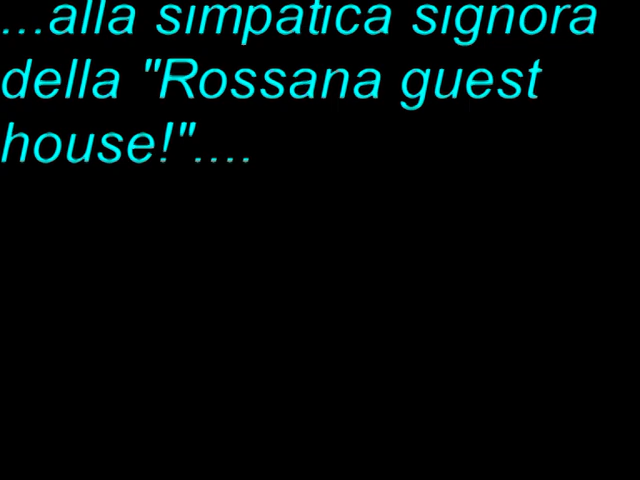 ...alla simpatica signora
della "Rossana guest
house!"....